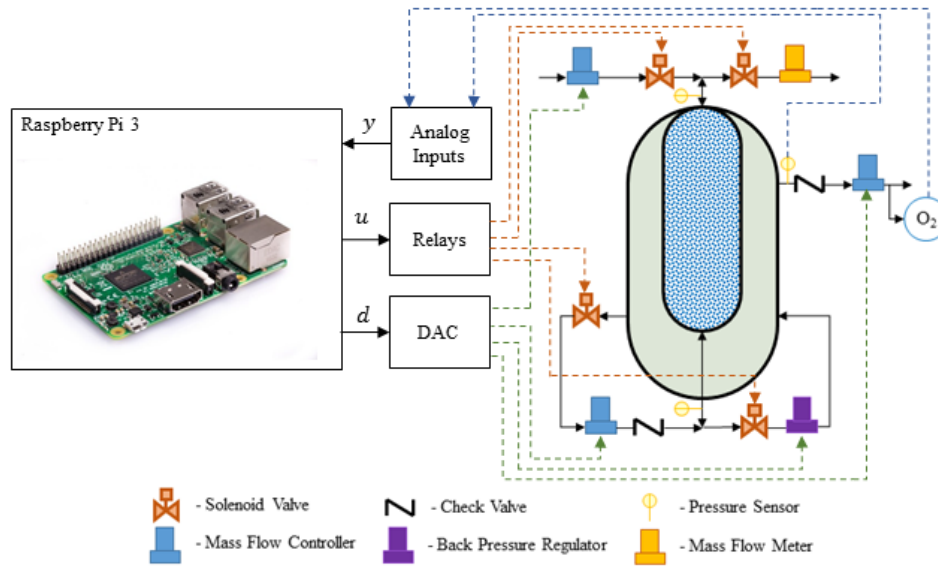 Raspberry Pi 3
y
Analog
Inputs
u
Relays
d
DAC
O2
- Solenoid Valve
- Check Valve
- Pressure Sensor
- Mass Flow Controller
- Back Pressure Regulator
- Mass Flow Meter